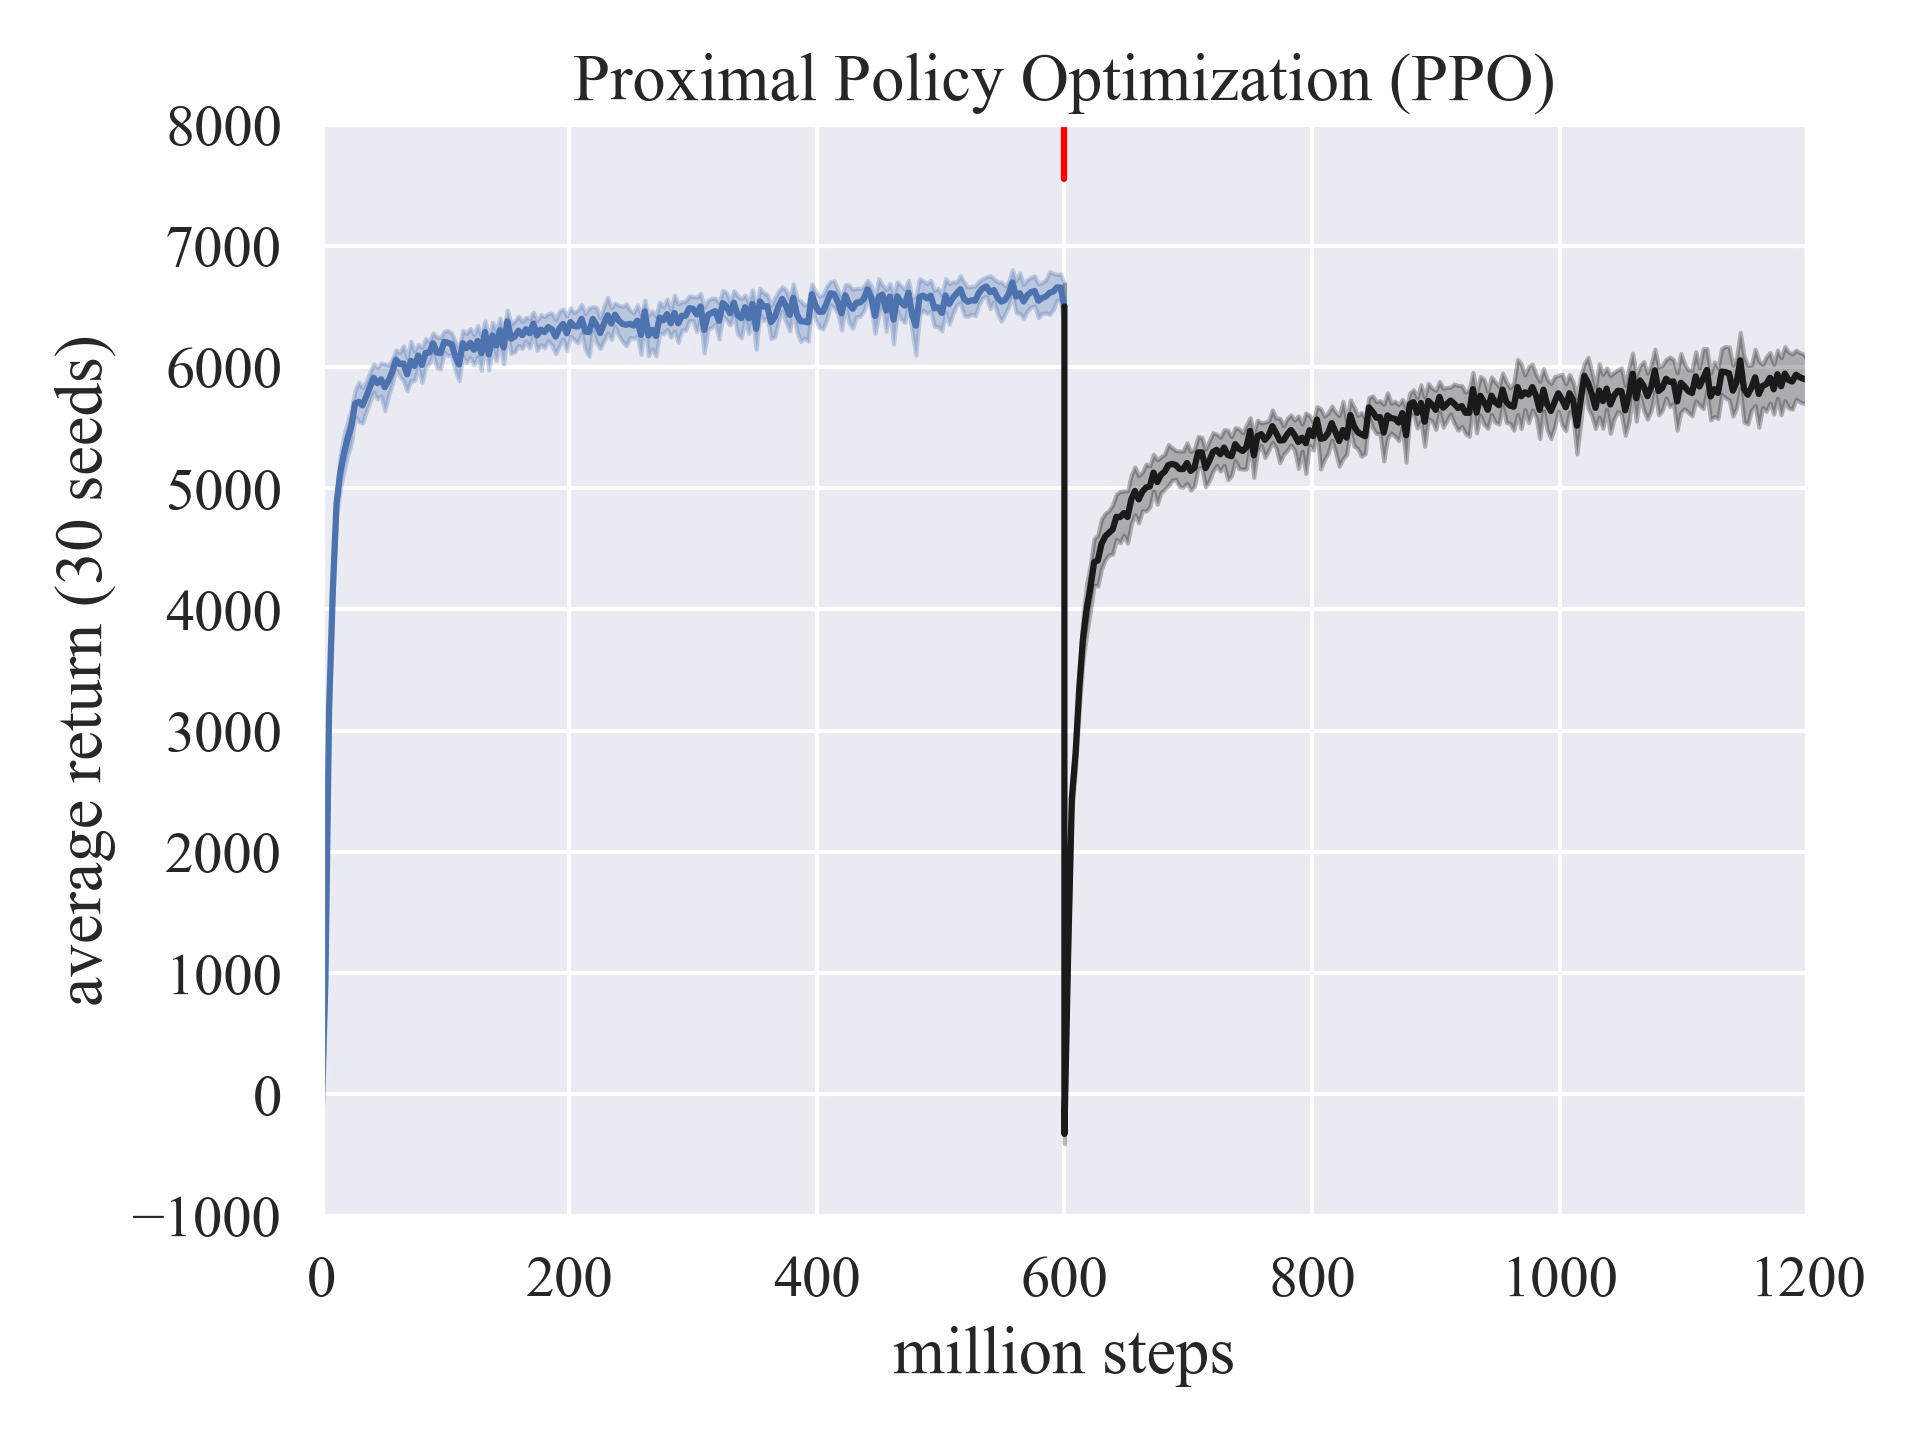 Proximal Policy Optimization (PPO)
8000
7000
6000
5000
4000
3000
2000
1000
0
−1000
average return (30 seeds)
0 200 400 600 800 1000 1200
million steps